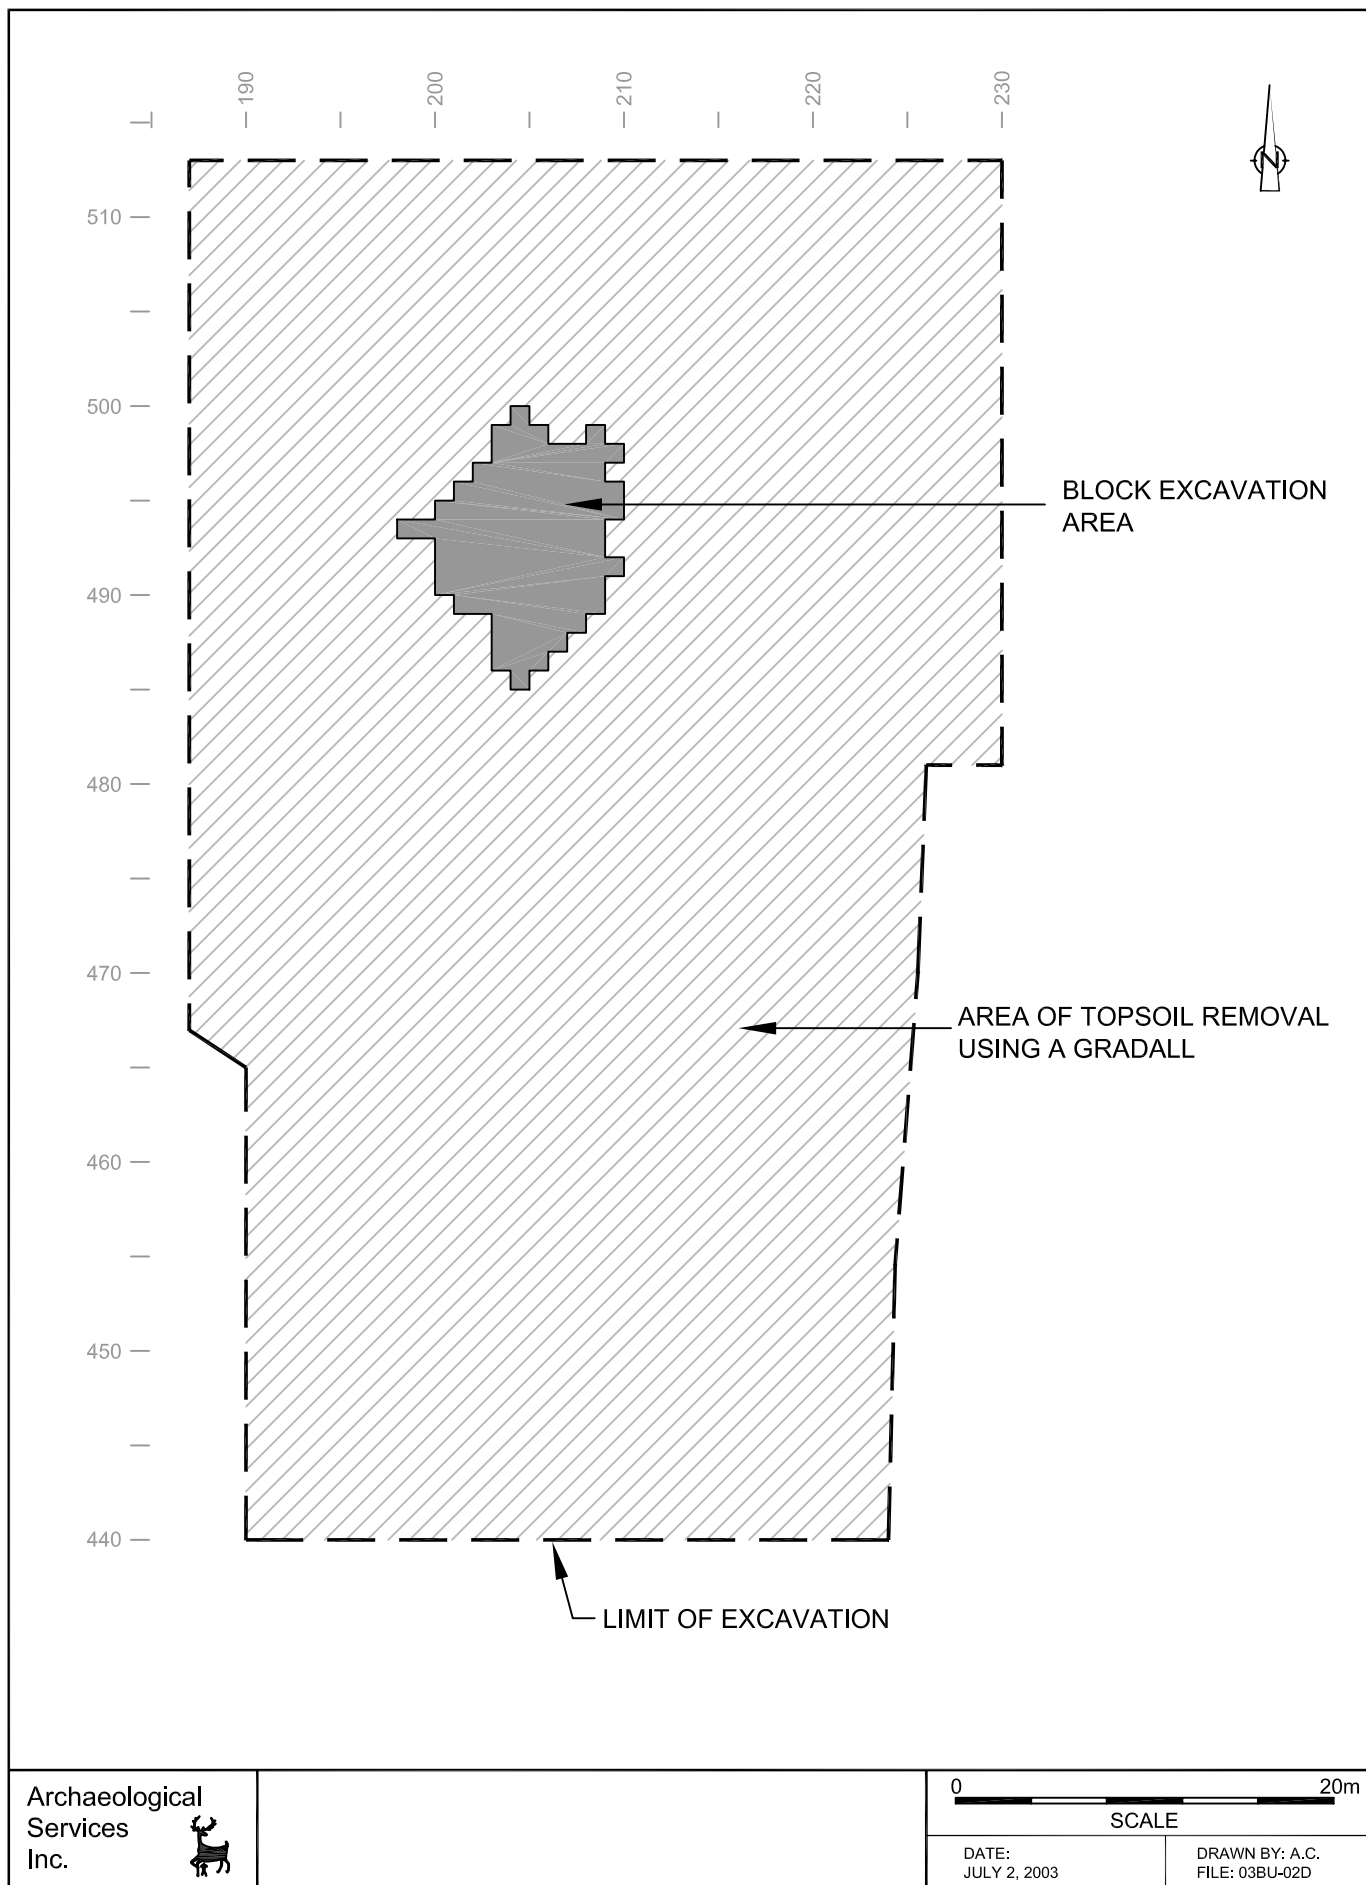 190
200
210
220
230
N
510
500
490
480
470
460
450
440
BLOCK EXCAVATION
AREA
AREA OF TOPSOIL REMOVAL
USING A GRADALL
LIMIT OF EXCAVATION
Archaeological
Services
Inc.
0 20m
SCALE
DATE:
JULY 2, 2003
DRAWN BY: A.C.
FILE: 03BU-02D